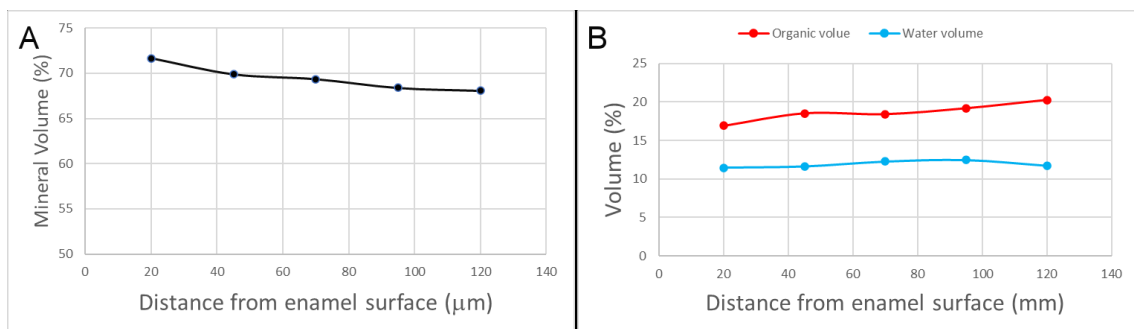 A
Mineral Volume (%)
75
70
65
60
55
50
0 20 40 60 80 100 120 140
Distance from enamel surface (μm)
B
Organic volue Water volume
Volume (%)
25
20
15
10
5
0
0 20 40 60 80 100 120 140
Distance from enamel surface (mm)